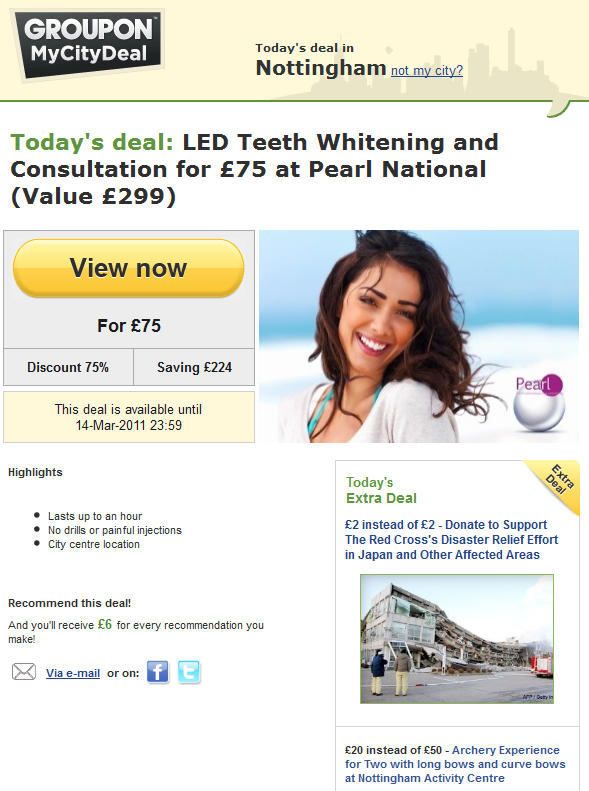 GROUPON
MyCityDeal
Today's deal in
Nottingham not my city?
Today's deal: LED Teeth Whitening and
Consultation for £75 at Pearl National
(Value £299)
View now
For £75
Discount 75%
Saving £224
This deal is available until
14-Mar-2011 23:59
Pearl
Highlights
Lasts up to an hour
No drills or painful injections
City centre location
Recommend this deal!
And you'll receive £6 for every recommendation you
make!
Via e-mail or on: f t
Extra
Deal
Today's
Extra Deal
£2 instead of £2 - Donate to Support
The Red Cross's Disaster Relief Effort
in Japan and Other Affected Areas
AFP / Getty Im
£20 instead of £50 - Archery Experience
for Two with long bows and curve bows
at Nottingham Activity Centre